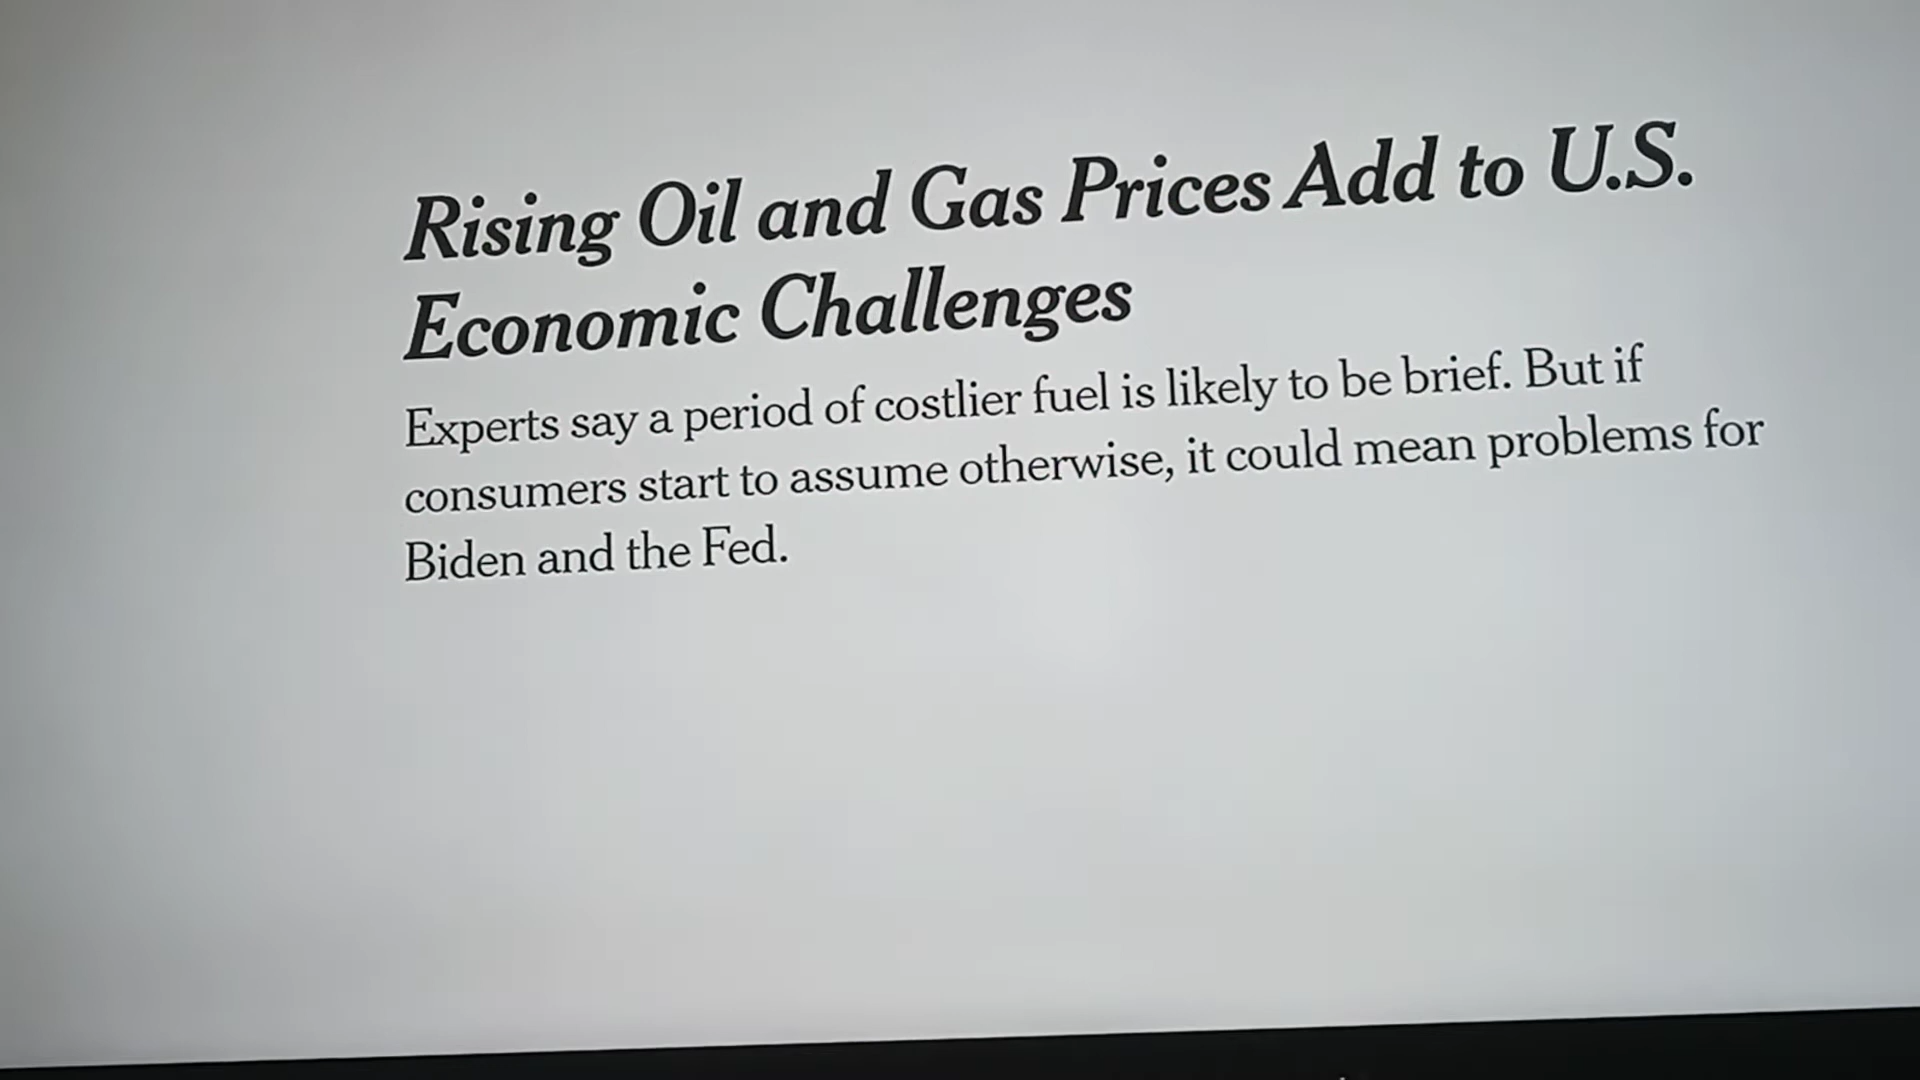 Rising Oil and Gas Prices Add to U.S.
Economic Challenges
Experts say a period of costlier fuel is likely to be brief. But if
consumers start to assume otherwise, it could mean problems for
Biden and the Fed.